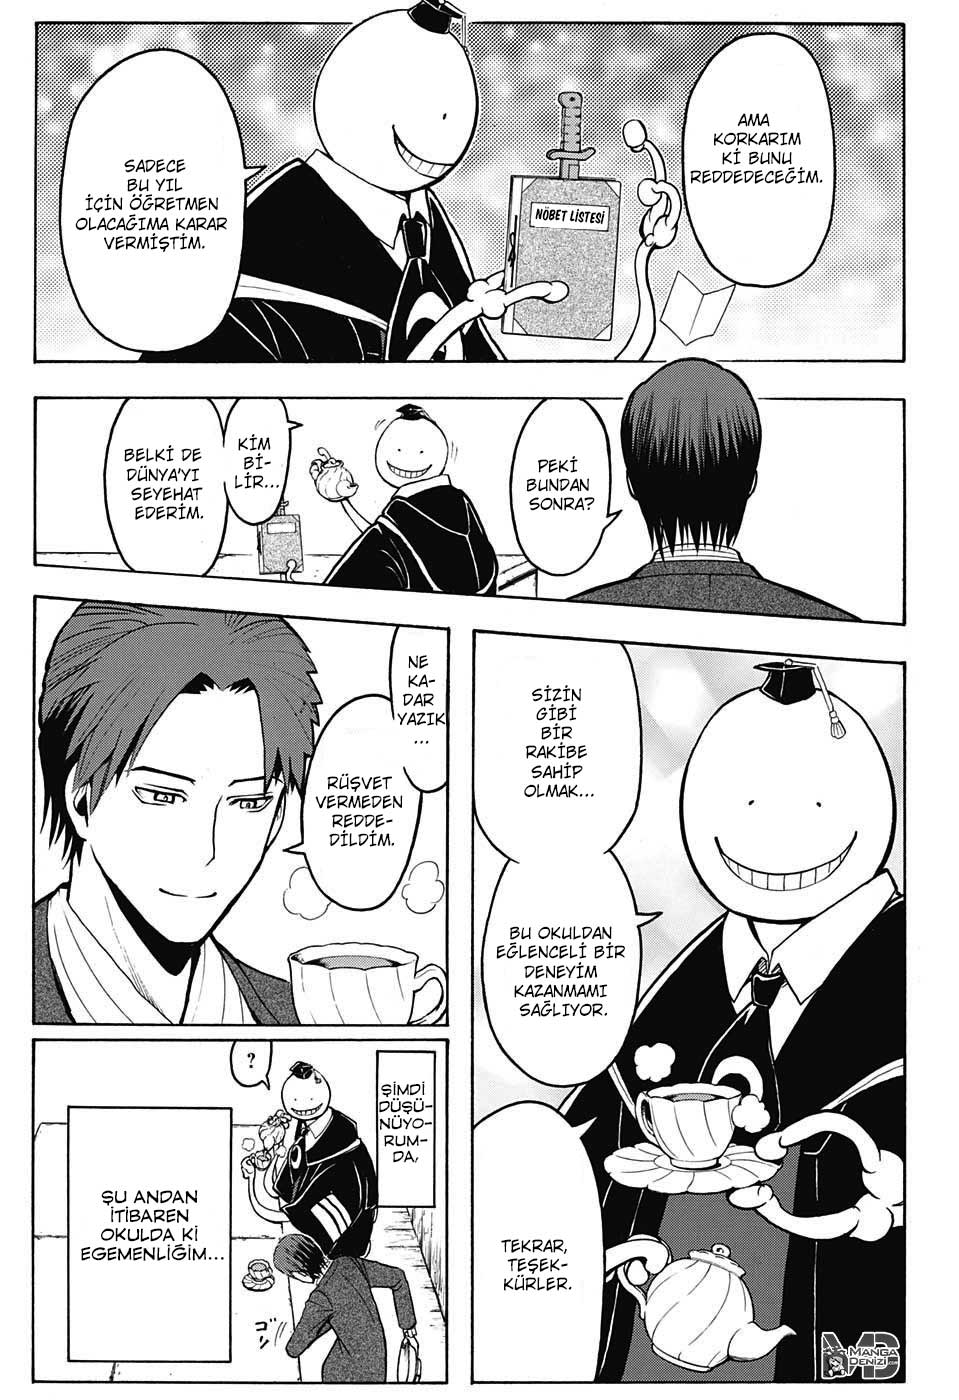 AMA
KORKARIM
Kİ BUNU
REDDEDECEĞİM.
NÖBET LİSTESİ
SADECE
BU YIL
İÇİN ÖĞRETMEN
OLACAĞIMA KARAR
VERMİŞTİM.
PEKİ
BUNDAN
SONRA?
KİM
Bİ-
LİR...
BELKİ DE
DÜNYA'YI
SEYEHAT
EDERİM.
SİZİN
GİBİ
BİR
RAKİBE
SAHİP
OLMAK...
BU OKULDAN
EĞLENCELİ BİR
DENEYİM
KAZANMAMI
SAĞLIYOR.
TEKRAR,
TEŞEK-
KÜRLER.
NE
KA-
DAR
YAZIK
...
RÜŞVET
VERMEDEN
REDDE-
DİLDİM.
ŞİMDİ
DÜŞÜ-
NÜYO-
RUM-
DA,
?
ŞU ANDAN
İTİBAREN
OKULDA Kİ
EGEMENLİĞİM...
ゴソ
MANGA
DENİZİ.com